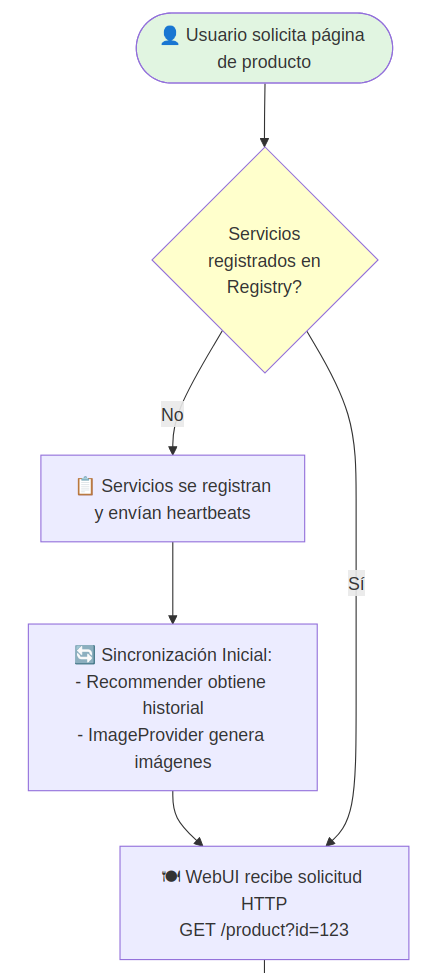 👤 Usuario solicita página
de producto
Servicios
registrados en
Registry?
No
📋 Servicios se registran
y envían heartbeats
Sí
🔄 Sincronización Inicial:
- Recommender obtiene
historial
- ImageProvider genera
imágenes
🍽️ WebUI recibe solicitud
HTTP
GET /product?id=123